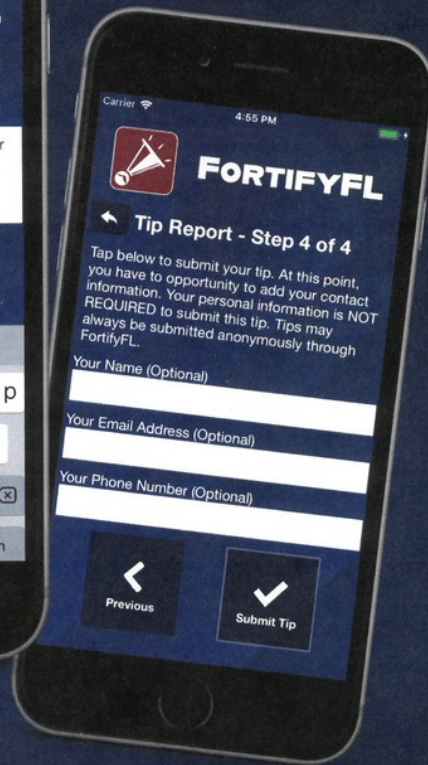 Carrier
4:55 PM
FORTIFYFL
Tip Report - Step 4 of 4
Tap below to submit your tip. At this point,
you have to opportunity to add your contact
information. Your personal information is NOT
REQUIRED to submit this tip. Tips may
always be submitted anonymously through
FortifyFL.
Your Name (Optional)
Your Email Address (Optional)
Your Phone Number (Optional)
Previous
Submit Tip
p